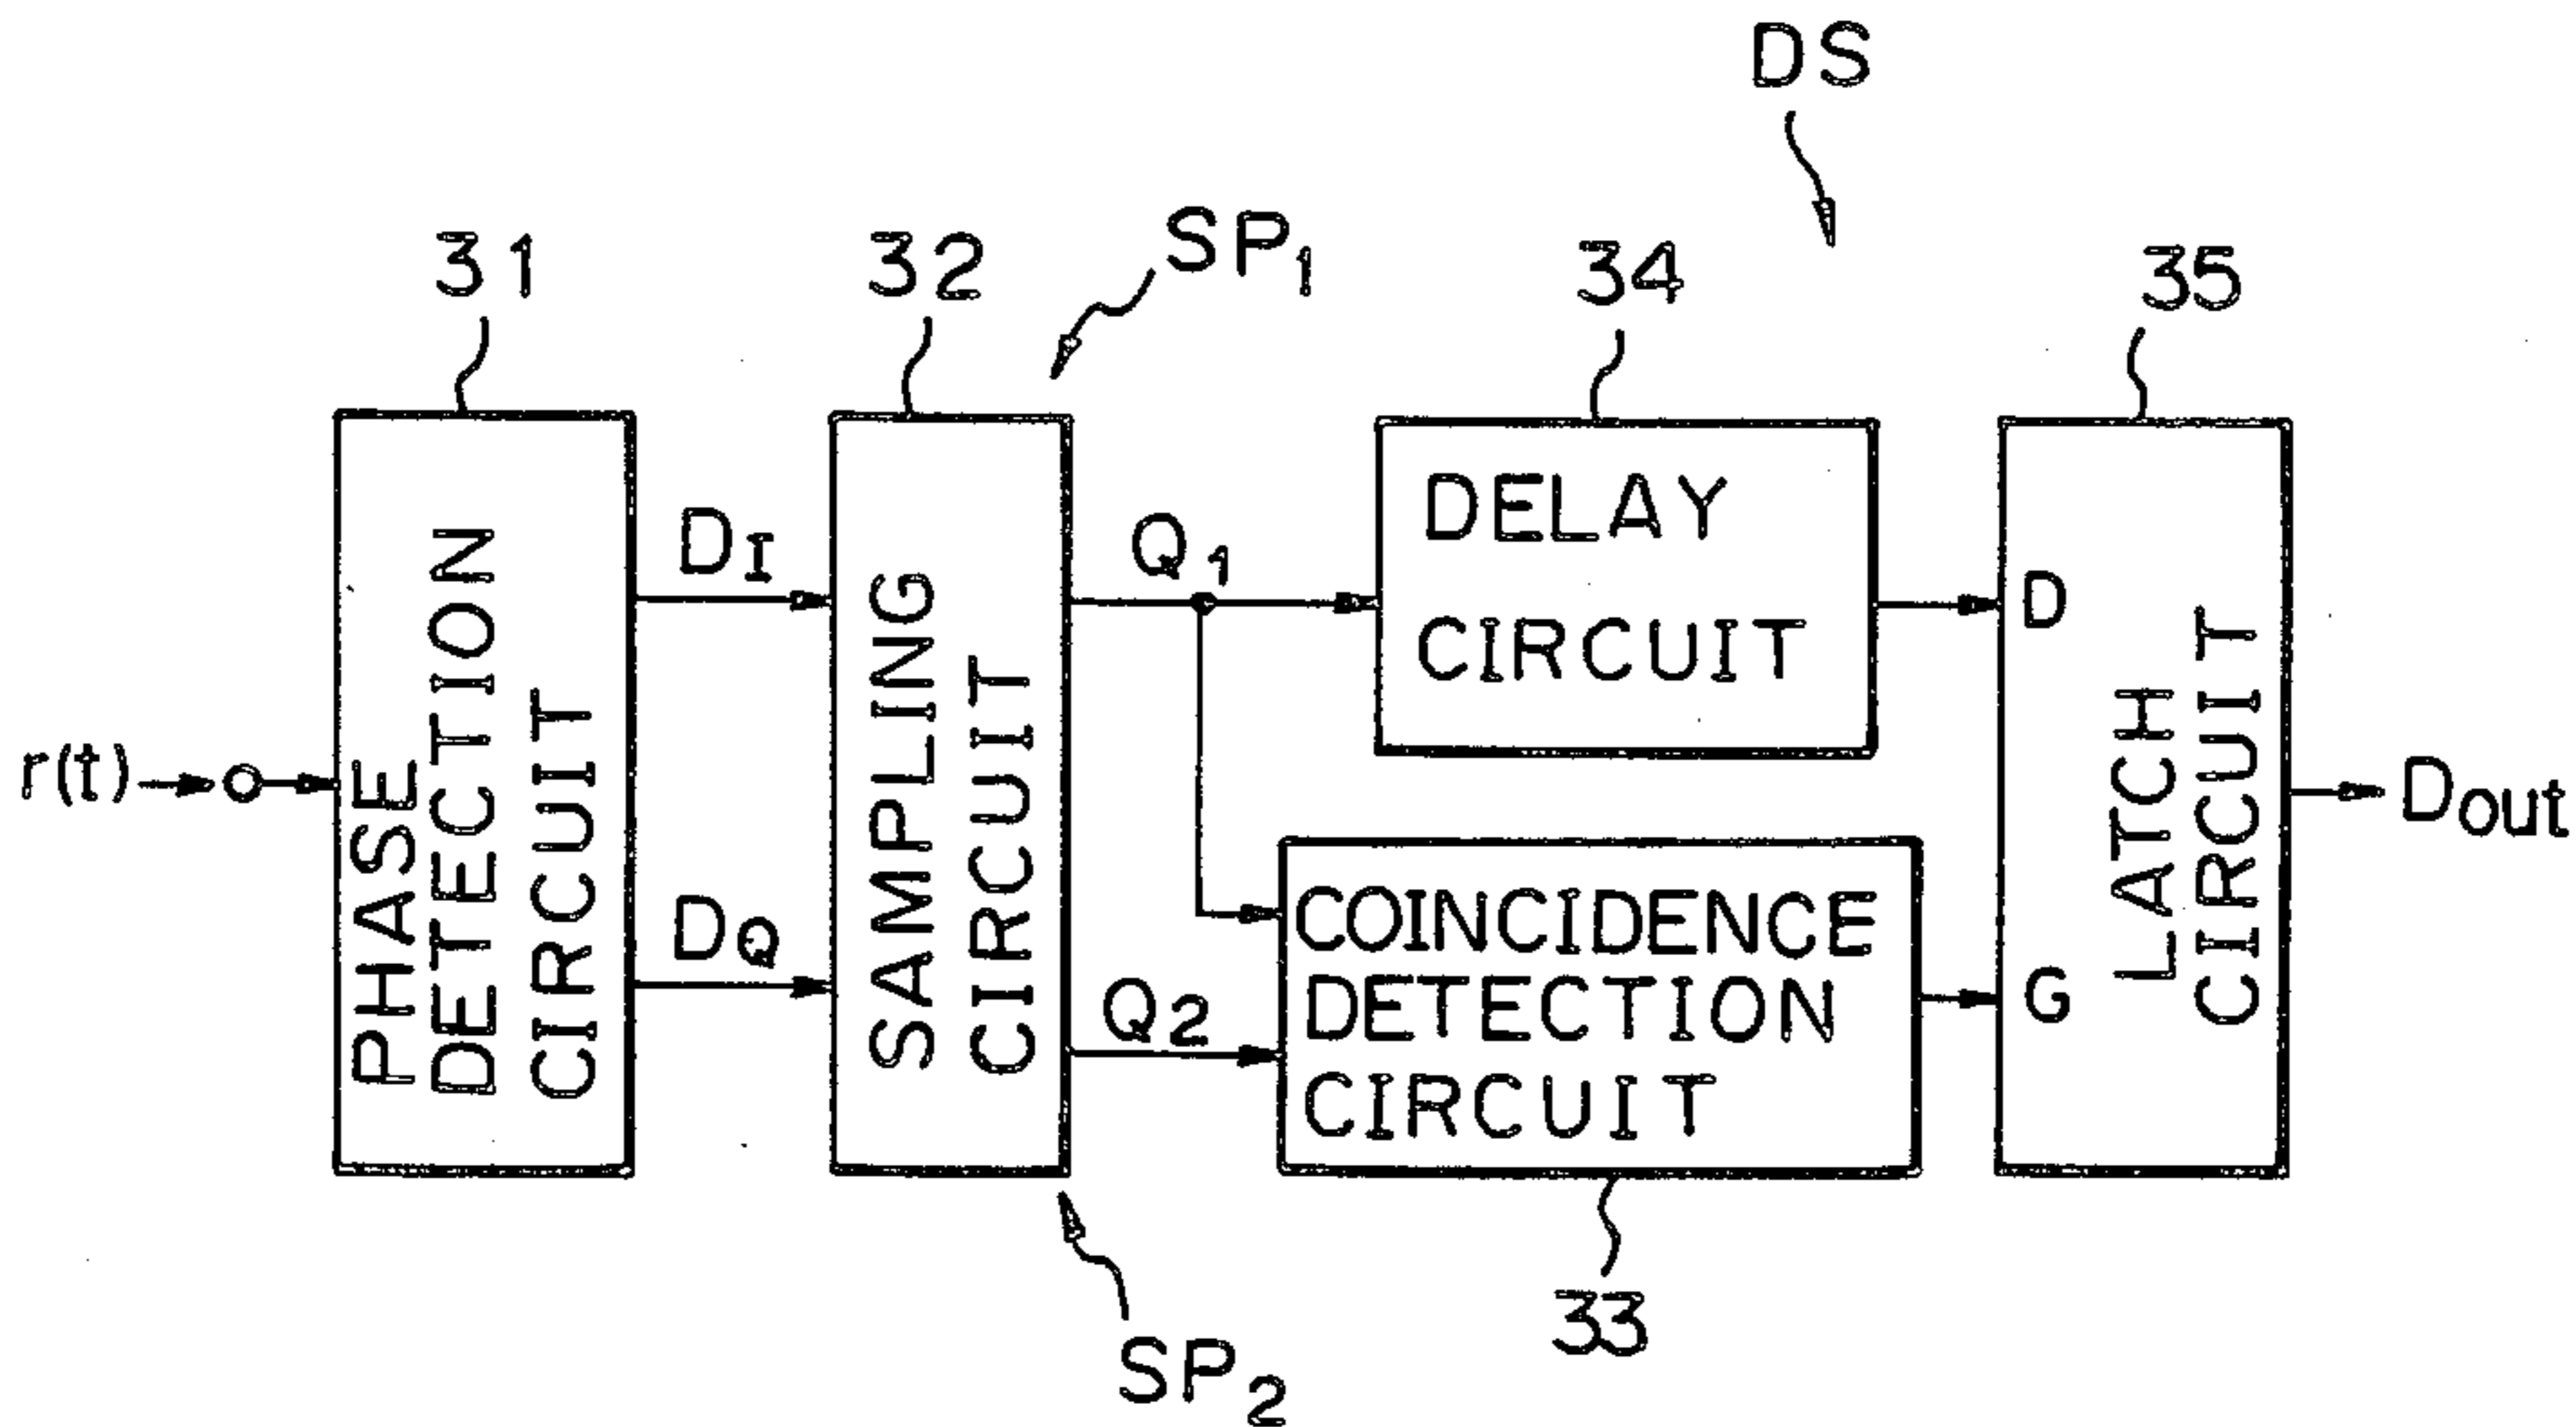 DS
31
32
SP1
34
35
r(t)
PHASE
DETECTION
CIRCUIT
DI
DQ
SAMPLING
CIRCUIT
Q1
Q2
DELAY
CIRCUIT
COINCIDENCE
DETECTION
CIRCUIT
D
G
LATCH
CIRCUIT
Dout
33
SP2